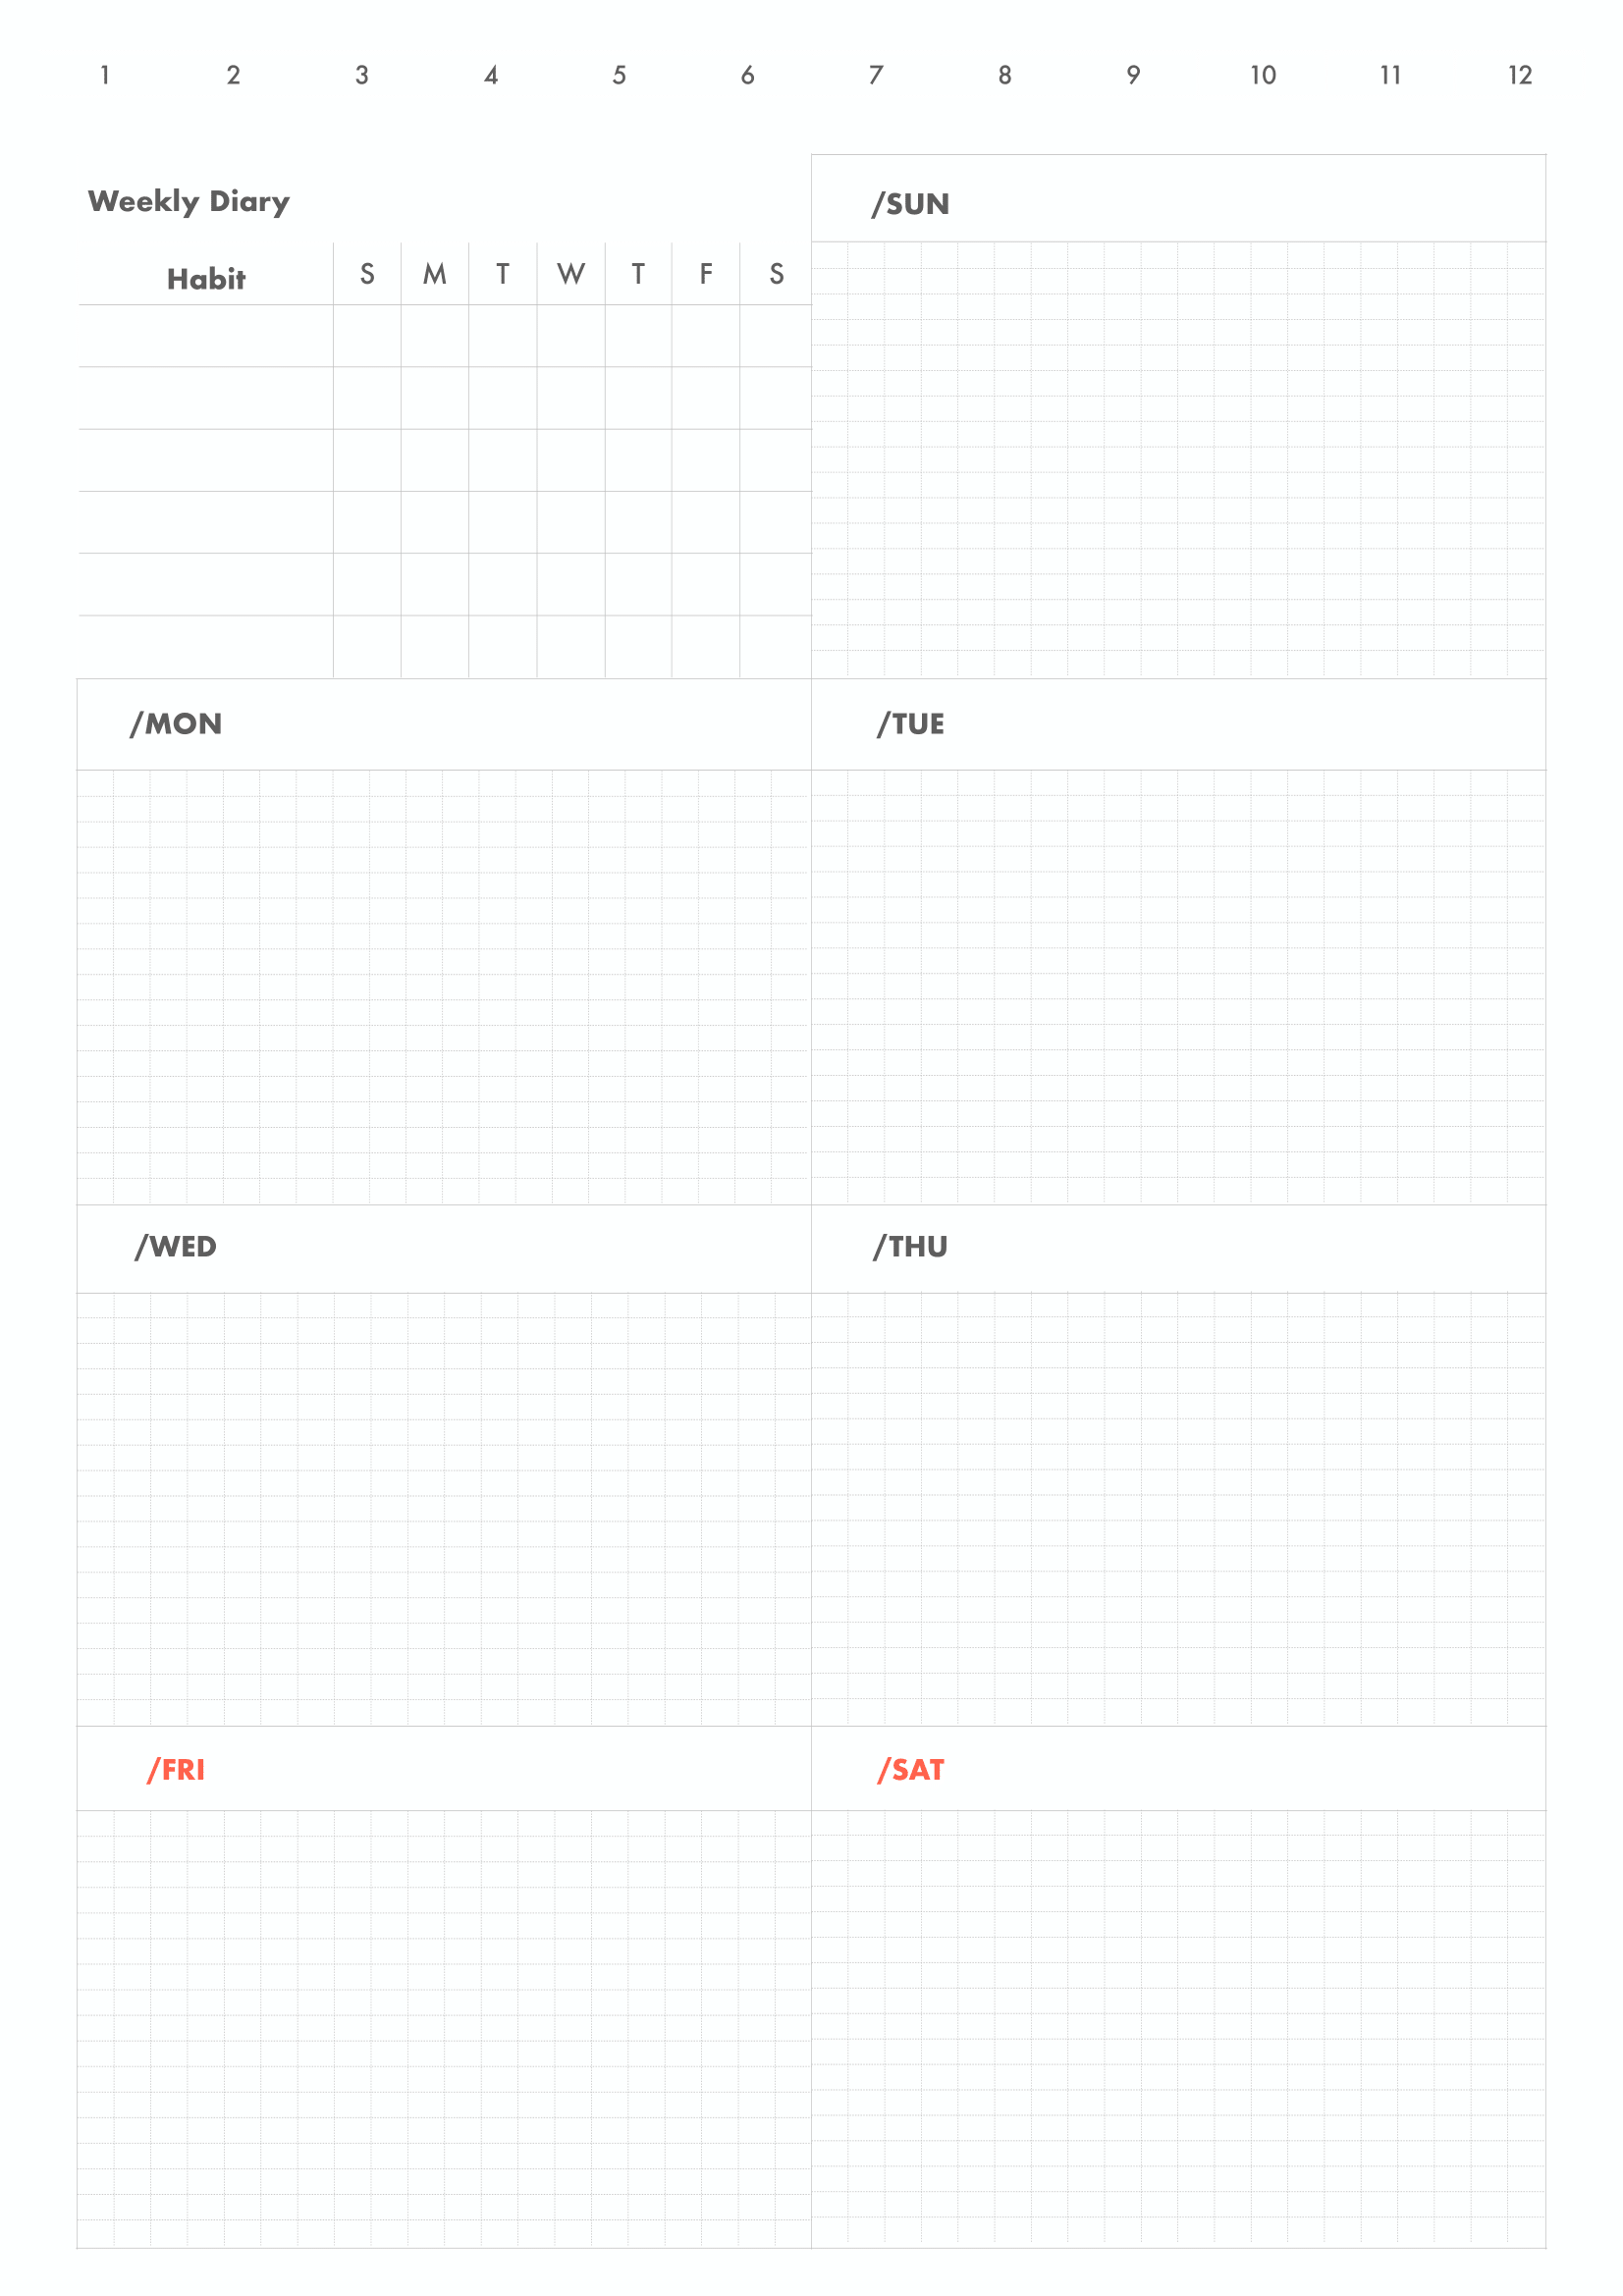 1 2 3 4 5 6 7 8 9 10 11 12
Weekly Diary
Habit S M T W T F S
/SUN
/MON
/TUE
/WED
/THU
/FRI
/SAT